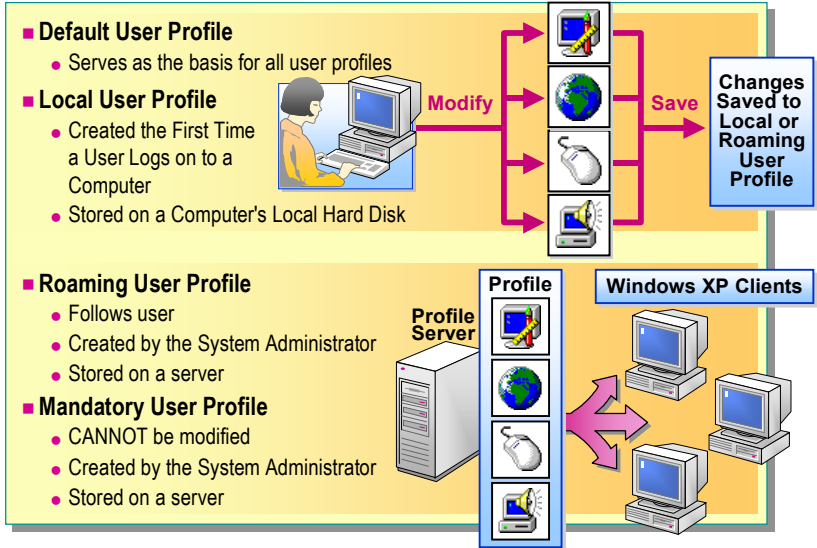 Default User Profile
Serves as the basis for all user profiles
Local User Profile
Created the First Time
a User Logs on to a
Computer
Stored on a Computer's Local Hard Disk
Modify
Save
Changes
Saved to
Local or
Roaming
User
Profile
Roaming User Profile
Follows user
Created by the System Administrator
Stored on a server
Mandatory User Profile
CANNOT be modified
Created by the System Administrator
Stored on a server
Profile
Server
Profile
Windows XP Clients